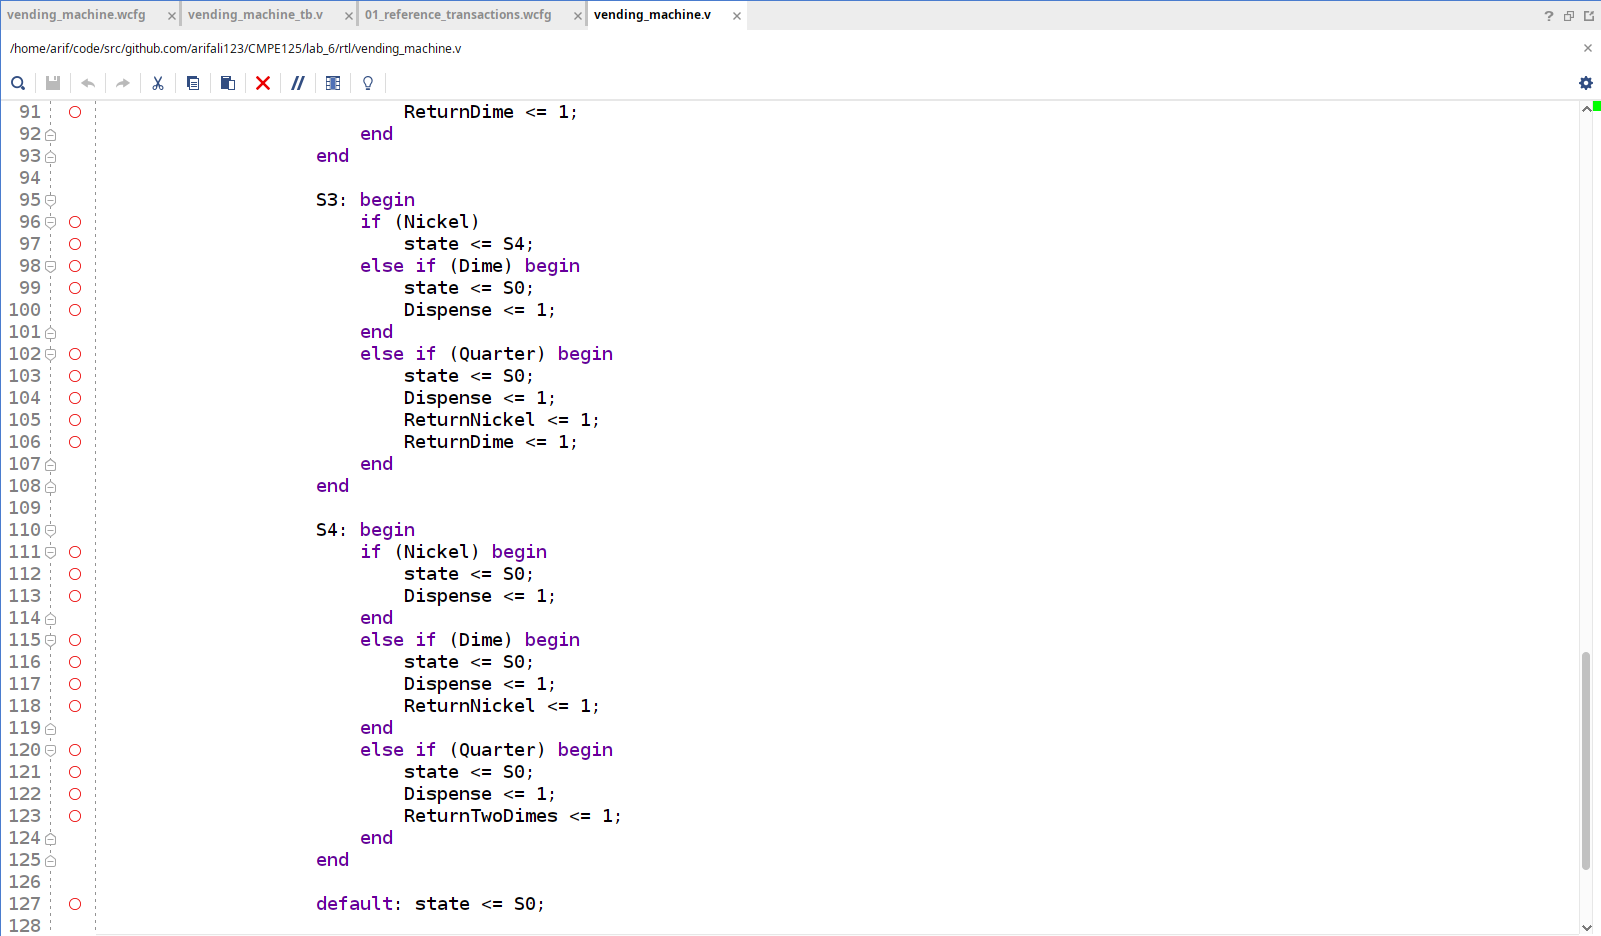 vending_machine.wcfg vending_machine_tb.v 01_reference_transactions.wcfg vending_machine.v
/home/arif/code/src/github.com/arifali123/CMPE125/lab_6/rtl/vending_machine.v
91 ReturnDime <= 1;
92 end
93 end
94
95 S3: begin
96 if (Nickel)
97 state <= S4;
98 else if (Dime) begin
99 state <= S0;
100 Dispense <= 1;
101 end
102 else if (Quarter) begin
103 state <= S0;
104 Dispense <= 1;
105 ReturnNickel <= 1;
106 ReturnDime <= 1;
107 end
108 end
109
110 S4: begin
111 if (Nickel) begin
112 state <= S0;
113 Dispense <= 1;
114 end
115 else if (Dime) begin
116 state <= S0;
117 Dispense <= 1;
118 ReturnNickel <= 1;
119 end
120 else if (Quarter) begin
121 state <= S0;
122 Dispense <= 1;
123 ReturnTwoDimes <= 1;
124 end
125 end
126
127 default: state <= S0;
128